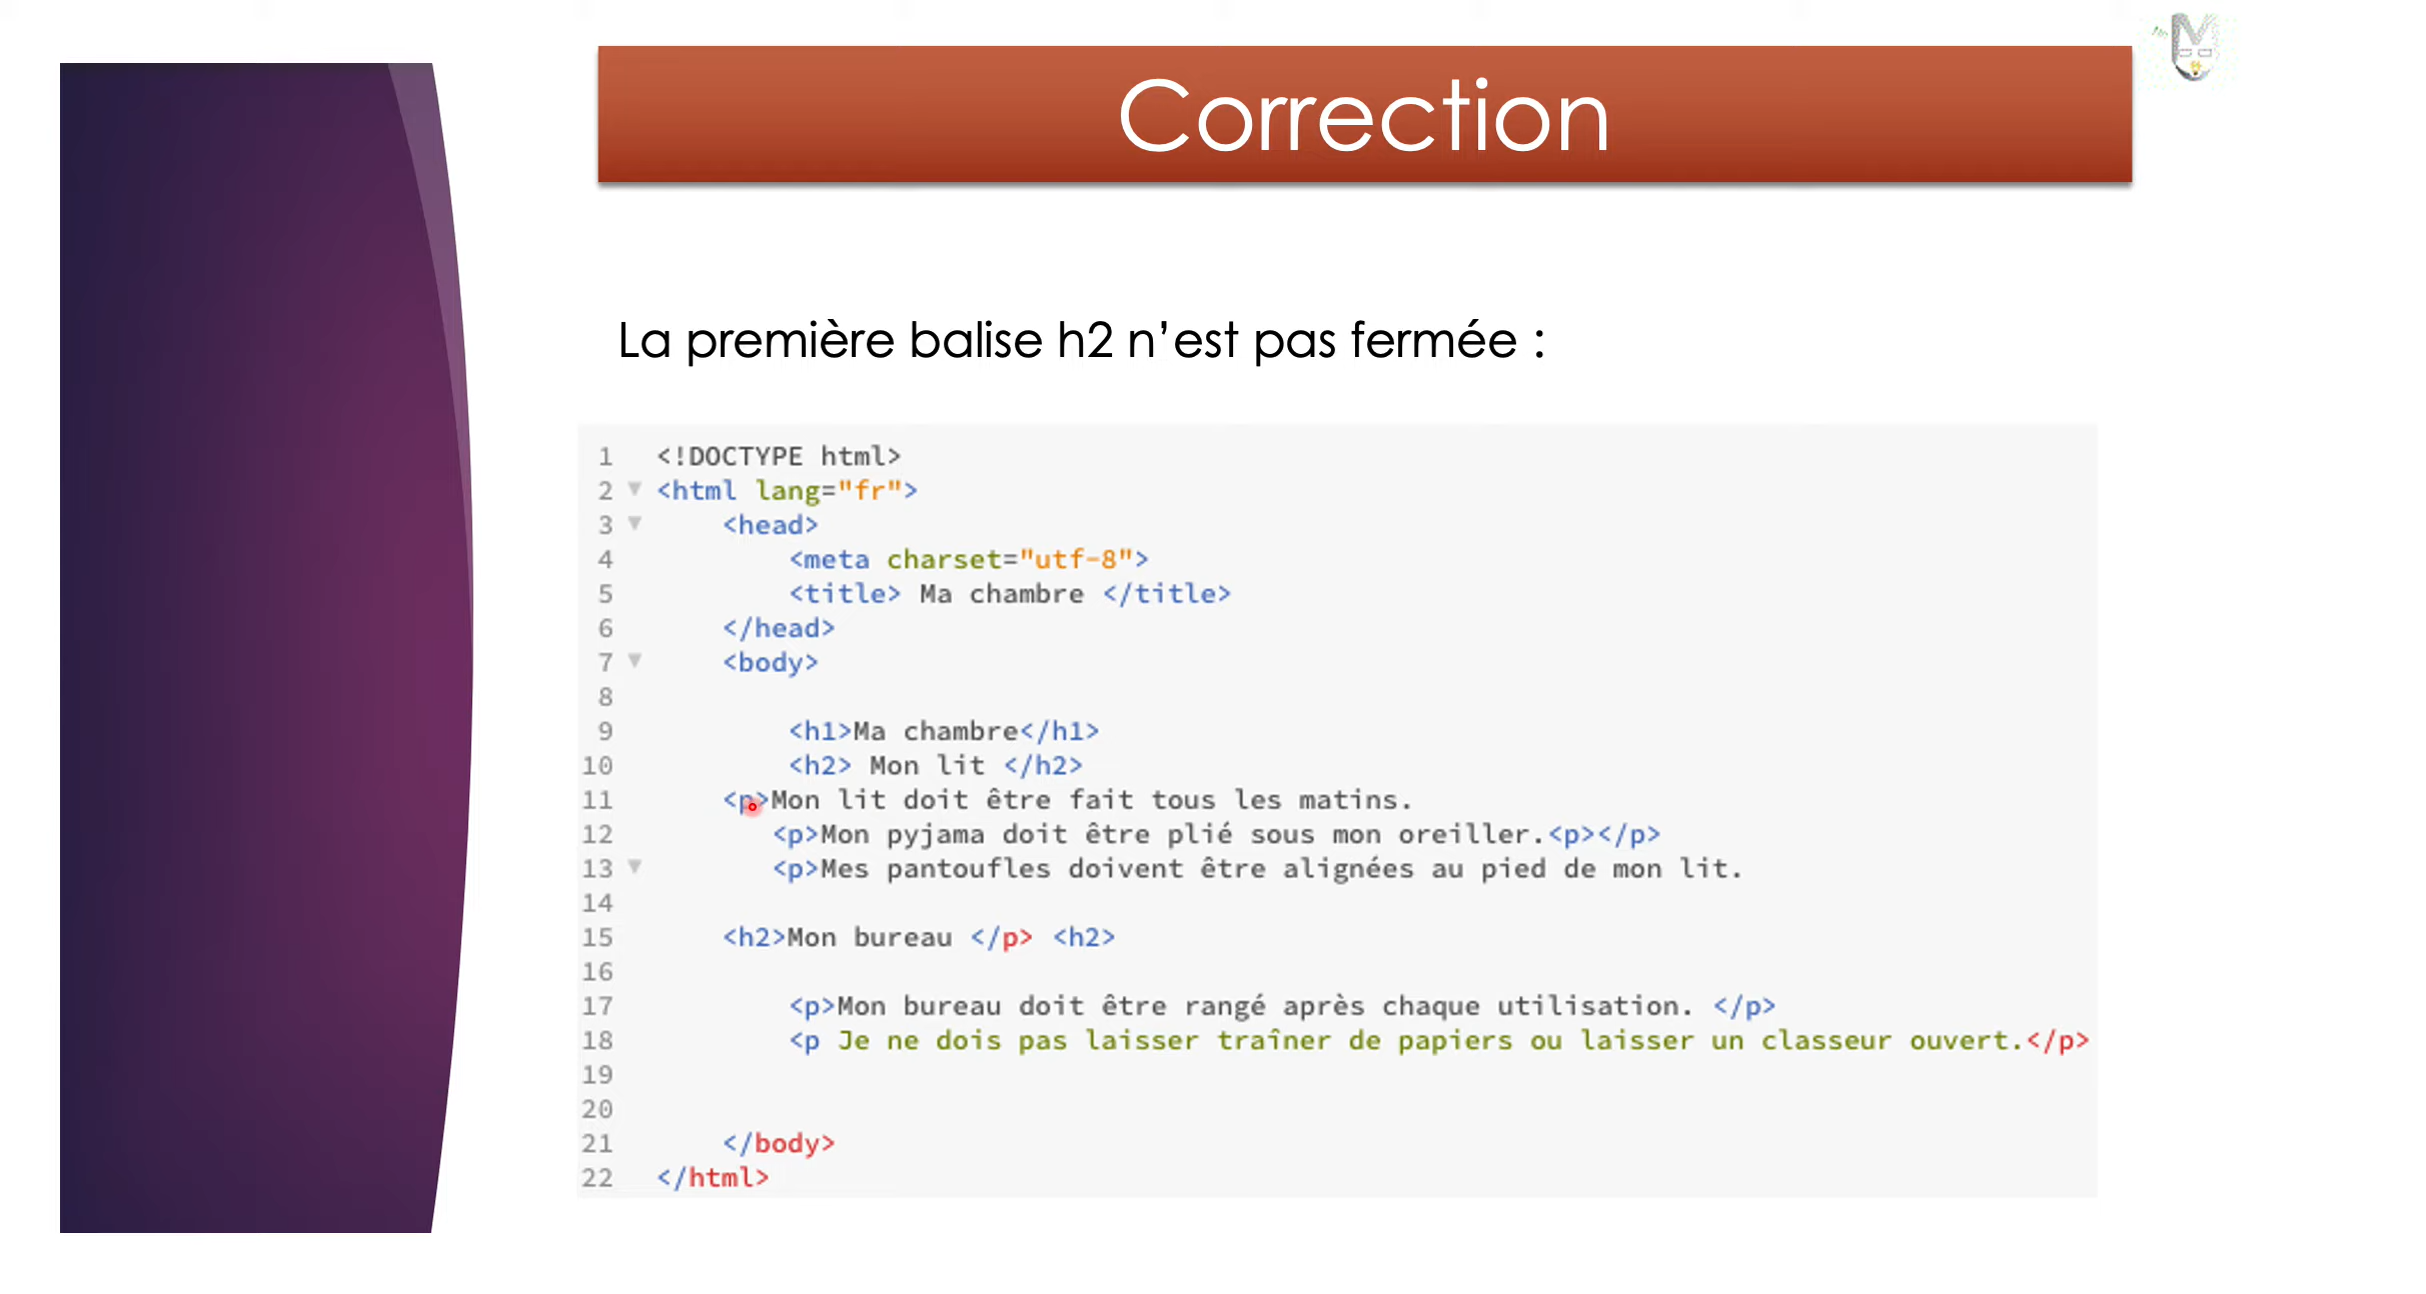 Correction
La première balise h2 n’est pas fermée :
1 <!DOCTYPE html>
2 <html lang="fr">
3 <head>
4 <meta charset="utf-8">
5 <title> Ma chambre </title>
6 </head>
7 <body>
8
9 <h1>Ma chambre</h1>
10 <h2> Mon lit </h2>
11 <p>Mon lit doit être fait tous les matins.
12 <p>Mon pyjama doit être plié sous mon oreiller.<p></p>
13 <p>Mes pantoufles doivent être alignées au pied de mon lit.
14
15 <h2>Mon bureau </p> <h2>
16
17 <p>Mon bureau doit être rangé après chaque utilisation. </p>
18 <p Je ne dois pas laisser traîner de papiers ou laisser un classeur ouvert.</p>
19
20
21 </body>
22 </html>